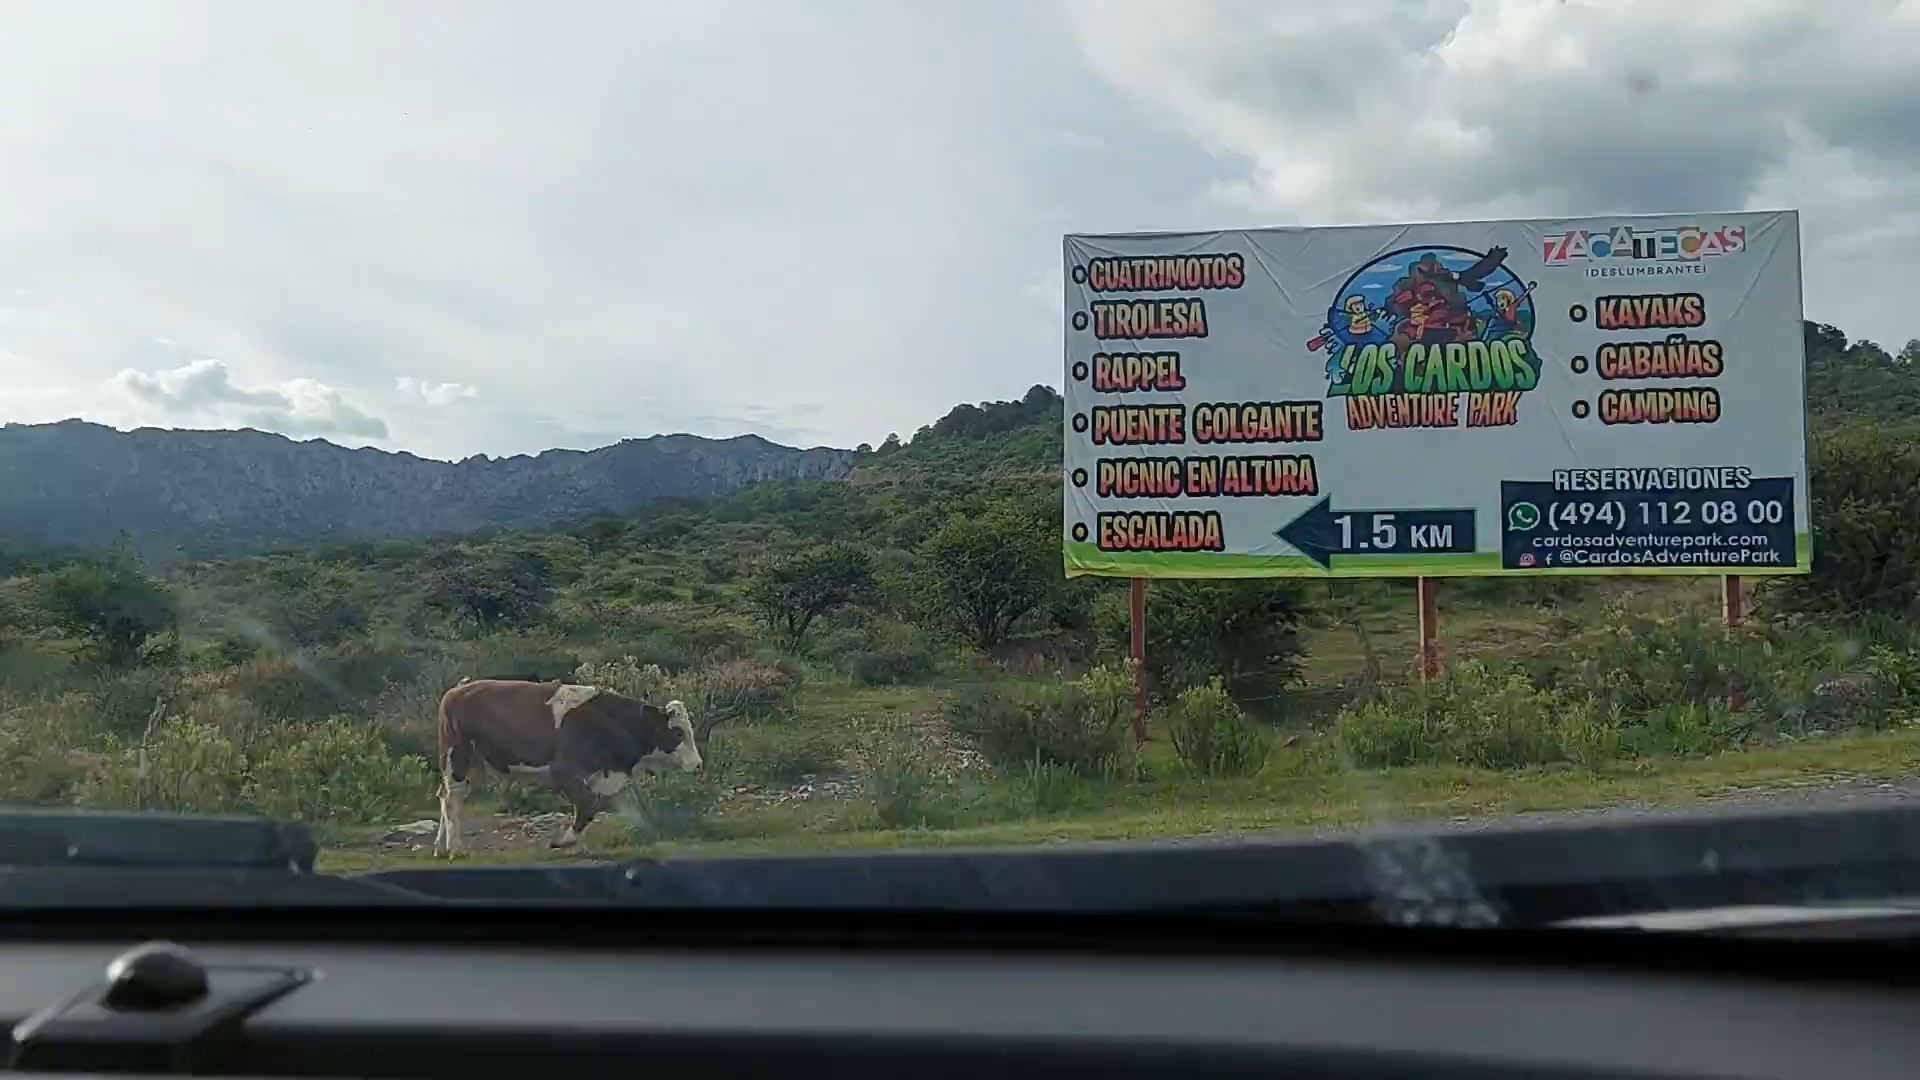 CUATRIMOTOS
TIROLESA
RAPPEL
PUENTE COLGANTE
PICNIC EN ALTURA
ESCALADA
LOS CARDOS
ADVENTURE PARK
1.5 KM
ZACATECAS
¡DESLUMBRANTE!
KAYAKS
CABAÑAS
CAMPING
RESERVACIONES
(494) 112 08 00
cardosadventurepark.com
@CardosAdventurePark